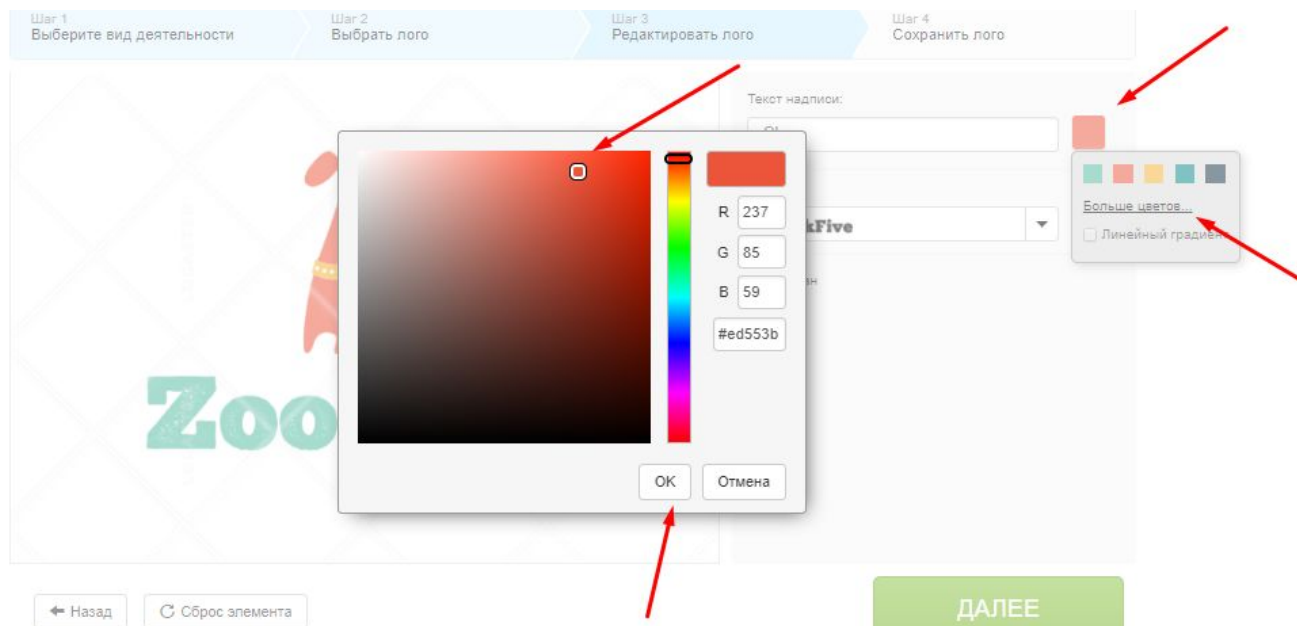 Шаг 1
Выберите вид деятельности
Шаг 2
Выбрать лого
Шаг 3
Редактировать лого
Шаг 4
Сохранить лого
Текст надписи:
kFive
Больше цветов...
Линейный градиент
R 237
G 85
B 59
#ed553b
Zoo
OK
Отмена
Назад
Сброс элемента
ДАЛЕЕ